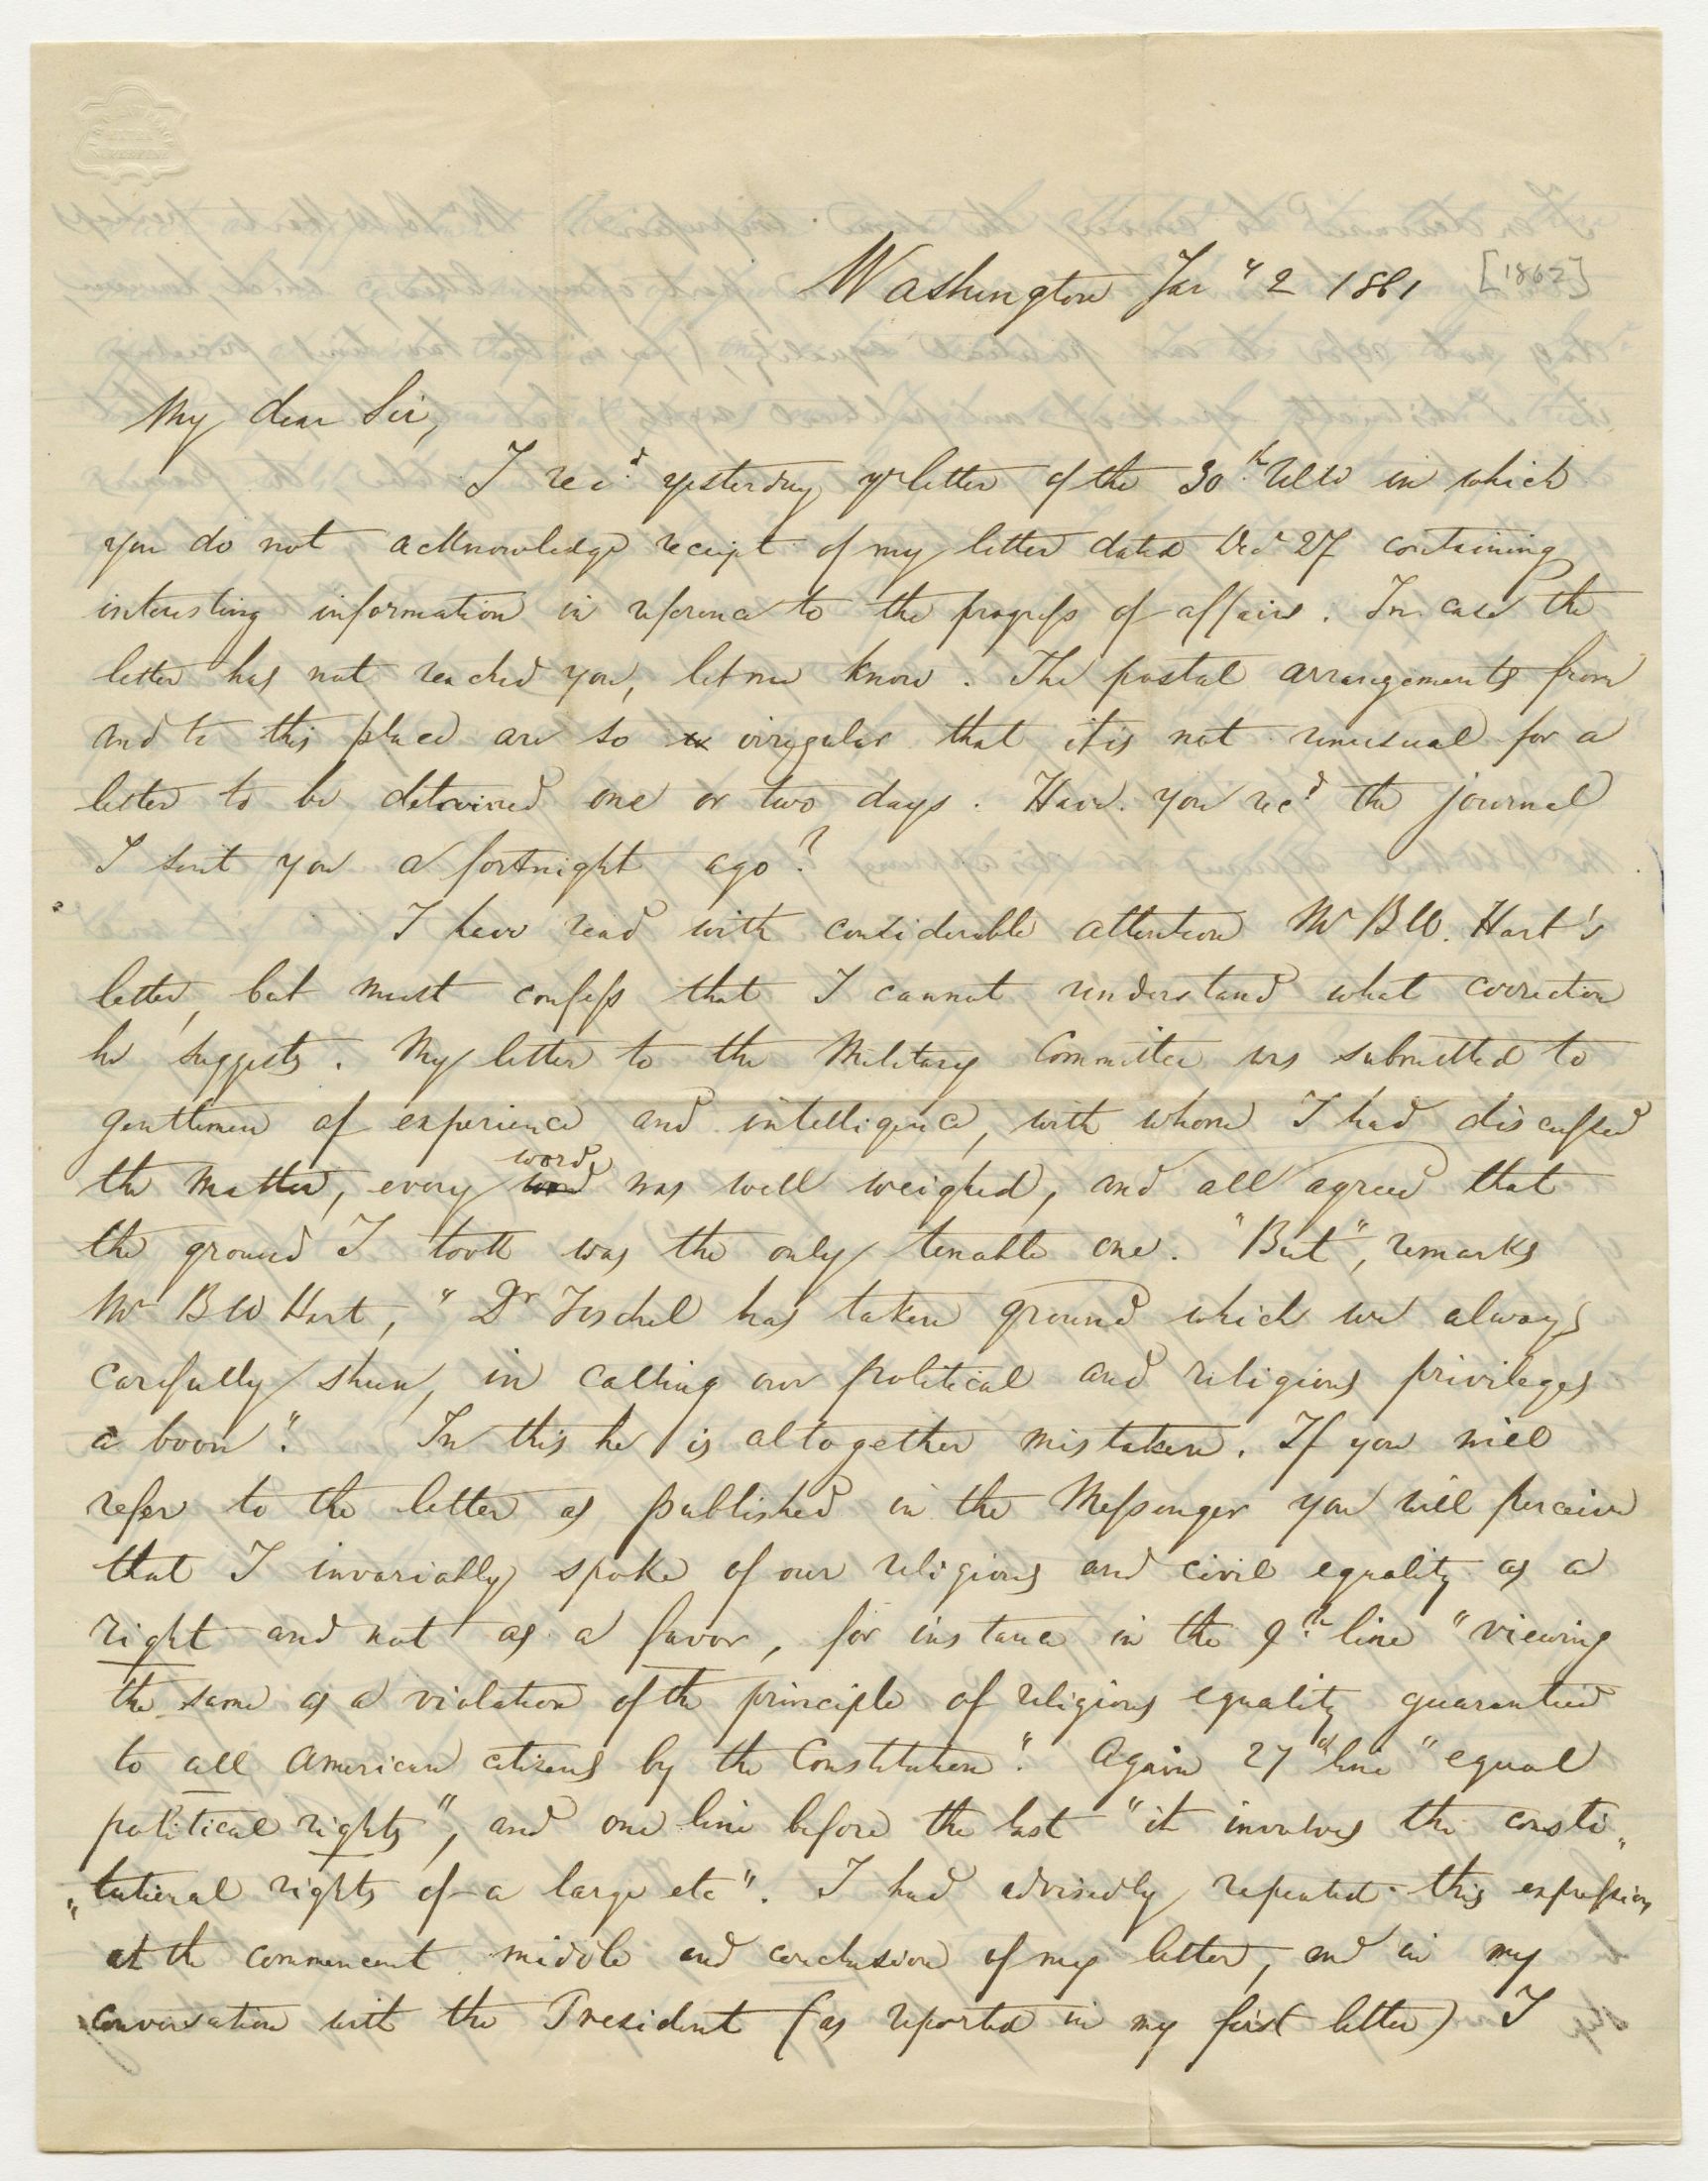 Washington Jany 2 1861 [1862]
My dear Sir,
I recd yesterday yr letter of the 30th Ulto in which
you do not acknowledge receipt of my letter dated Decr 27 containing
interesting information in reference to the progress of affairs. In case the
letter has not reached you, let me know. The postal arrangements from
and to this place are so irregular that it is not unusual for a
letter to be detained one or two days. Have you recd the journal
I sent you a fortnight ago?
I have read with considerable attention Mr B W. Hart's
letter, but must confess that I cannot understand what correction
he suggests. My letter to the Military Committee was submitted to
gentlemen of experience and intelligence, with whom I had discussed
the matter, every word was well weighed, and all agreed that
the ground I took was the only tenable one. "But", remarks
Mr B W Hart, "Dr Fischel has taken ground which we always
carefully shun, in calling our political and religious privileges
a boon". In this he is altogether mistaken. If you will
refer to the letter as published in the Messenger you will perceive
that I invariably spoke of our religious and civil equality as a
right and not as a favor, for instance in the 9th line "viewing
the same as a violation of the principle of religious equality guarantied
to all American citizens by the Constitution". Again 27th line "equal
political rights", and one line before the last "it involves the consti„
„tutional rights of a large etc". I had advisedly repeated this expression
at the commencent middle and conclusion of my letter, and in my
conversation with the President (as reported in my first letter) I